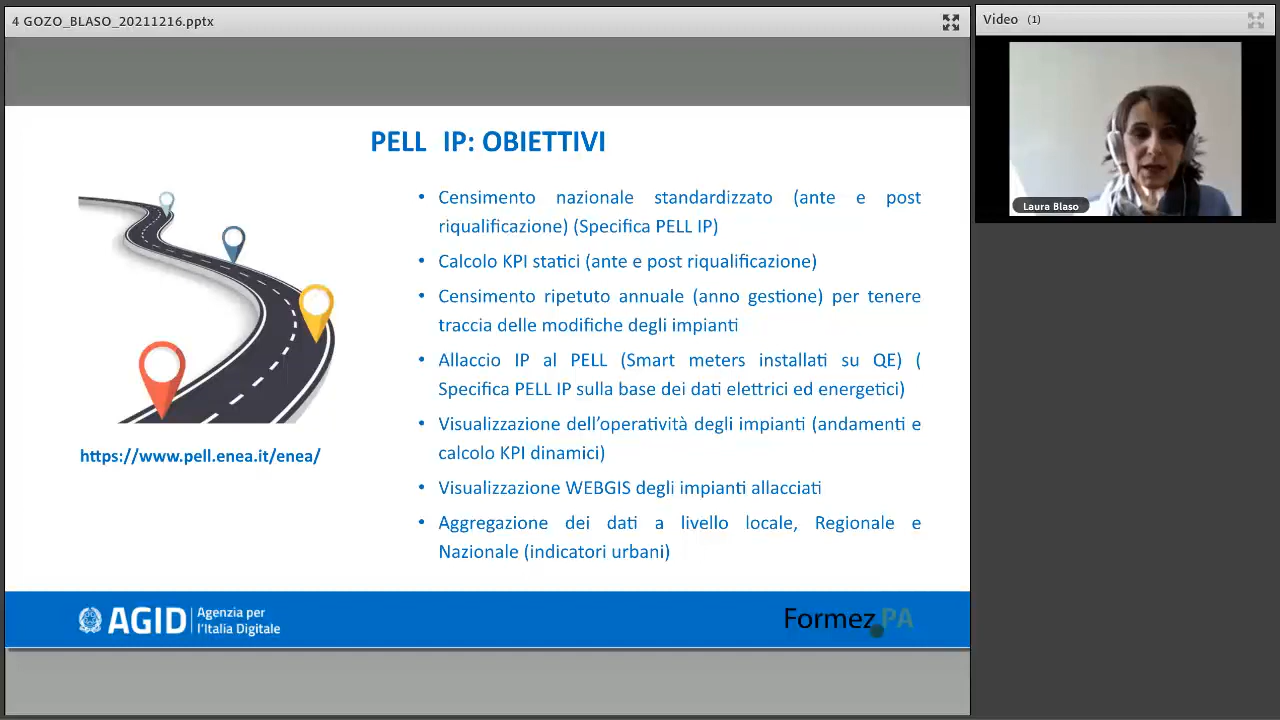 4 GOZO_BLASO_20211216.pptx
Video (1)
PELL IP: OBIETTIVI
• Censimento nazionale standardizzato (ante e post
riqualificazione) (Specifica PELL IP)
• Calcolo KPI statici (ante e post riqualificazione)
• Censimento ripetuto annuale (anno gestione) per tenere
traccia delle modifiche degli impianti
• Allaccio IP al PELL (Smart meters installati su QE) (
Specifica PELL IP sulla base dei dati elettrici ed energetici)
• Visualizzazione dell’operatività degli impianti (andamenti e
calcolo KPI dinamici)
• Visualizzazione WEBGIS degli impianti allacciati
• Aggregazione dei dati a livello locale, Regionale e
Nazionale (indicatori urbani)
https://www.pell.enea.it/enea/
Laura Blaso
AGID
Agenzia per
l’Italia Digitale
Formez PA